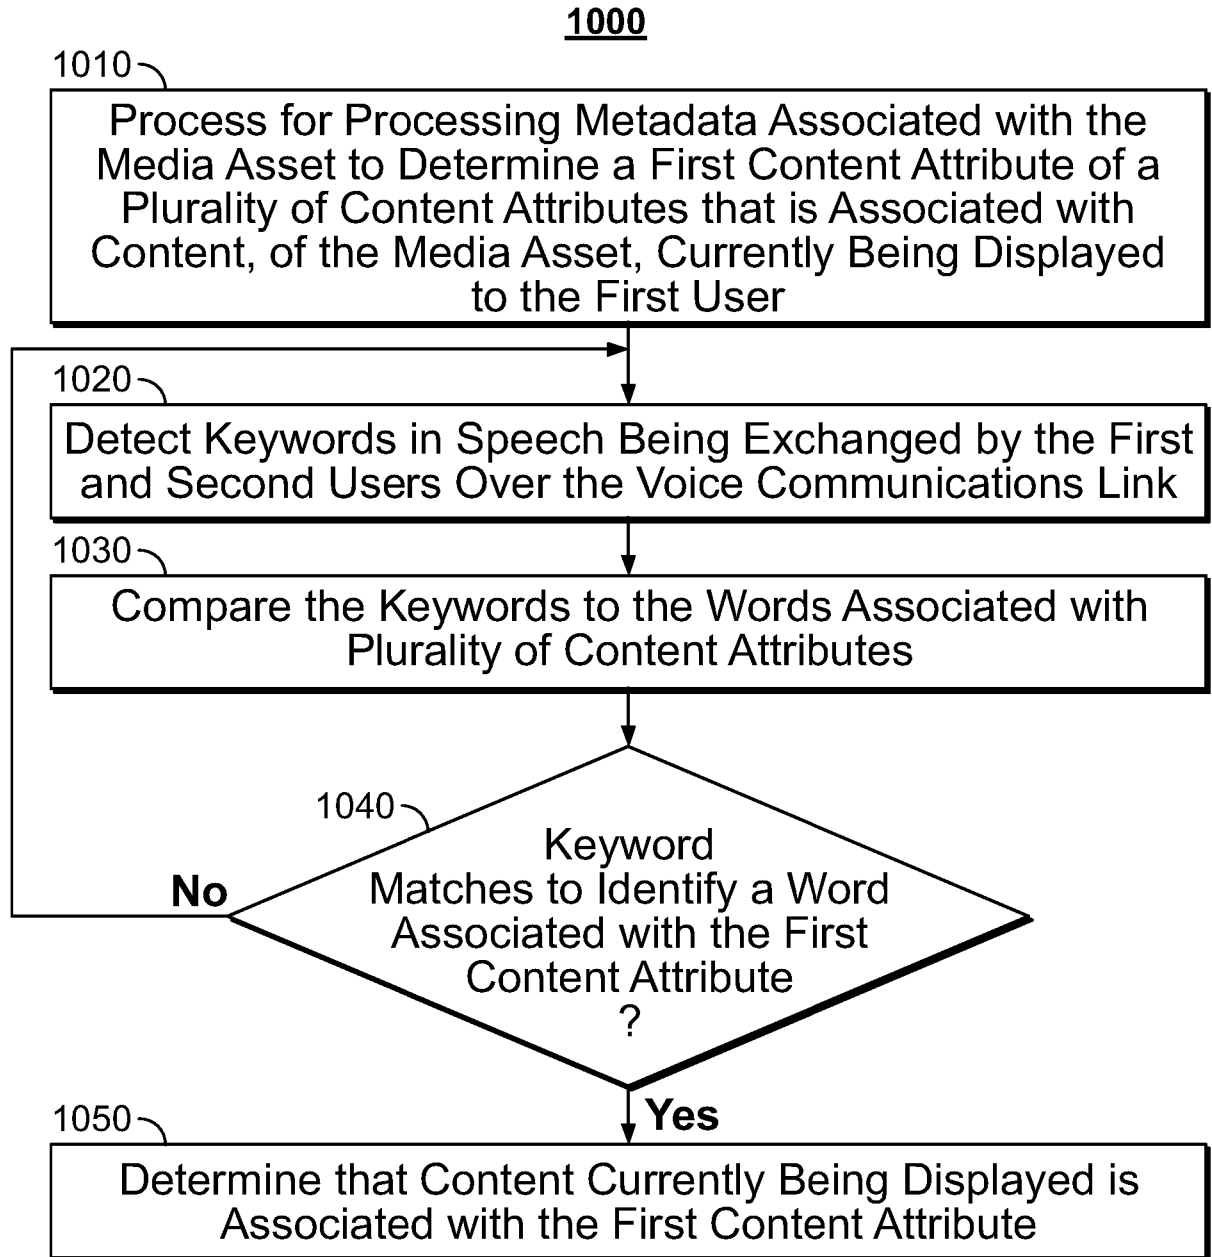 1000
1010
Process for Processing Metadata Associated with the
Media Asset to Determine a First Content Attribute of a
Plurality of Content Attributes that is Associated with
Content, of the Media Asset, Currently Being Displayed
to the First User
1020
Detect Keywords in Speech Being Exchanged by the First
and Second Users Over the Voice Communications Link
1030
Compare the Keywords to the Words Associated with
Plurality of Content Attributes
1040
Keyword
Matches to Identify a Word
Associated with the First
Content Attribute
?
No
Yes
1050
Determine that Content Currently Being Displayed is
Associated with the First Content Attribute